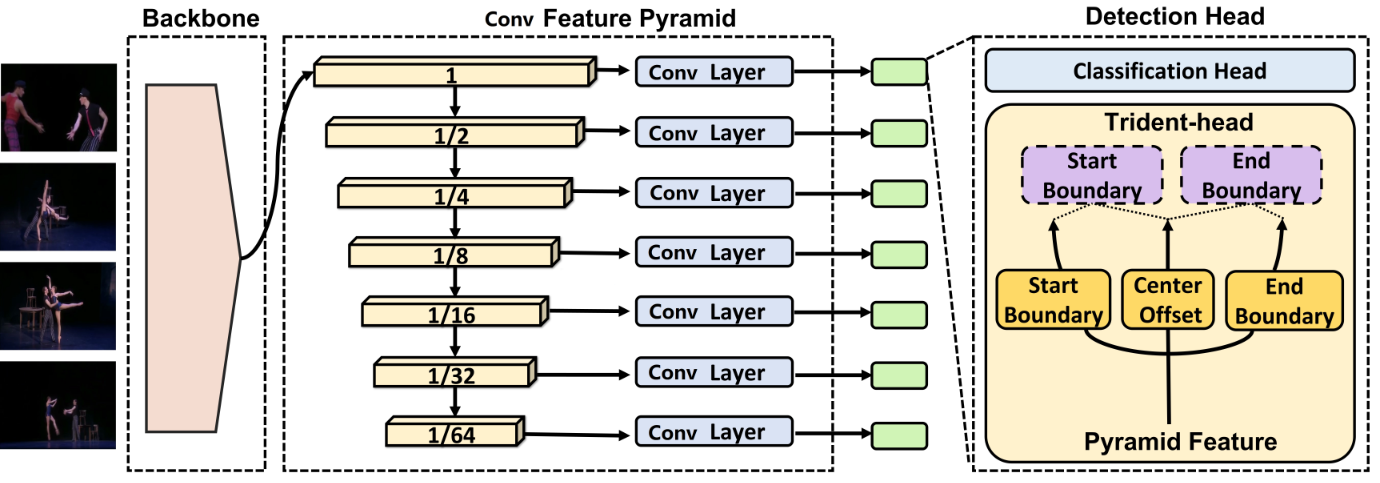 Backbone
Conv Feature Pyramid
Detection Head
1
Conv Layer
1/2
Conv Layer
1/4
Conv Layer
1/8
Conv Layer
1/16
Conv Layer
1/32
Conv Layer
1/64
Conv Layer
Classification Head
Trident-head
Start
Boundary
End
Boundary
Start
Boundary
Center
Offset
End
Boundary
Pyramid Feature